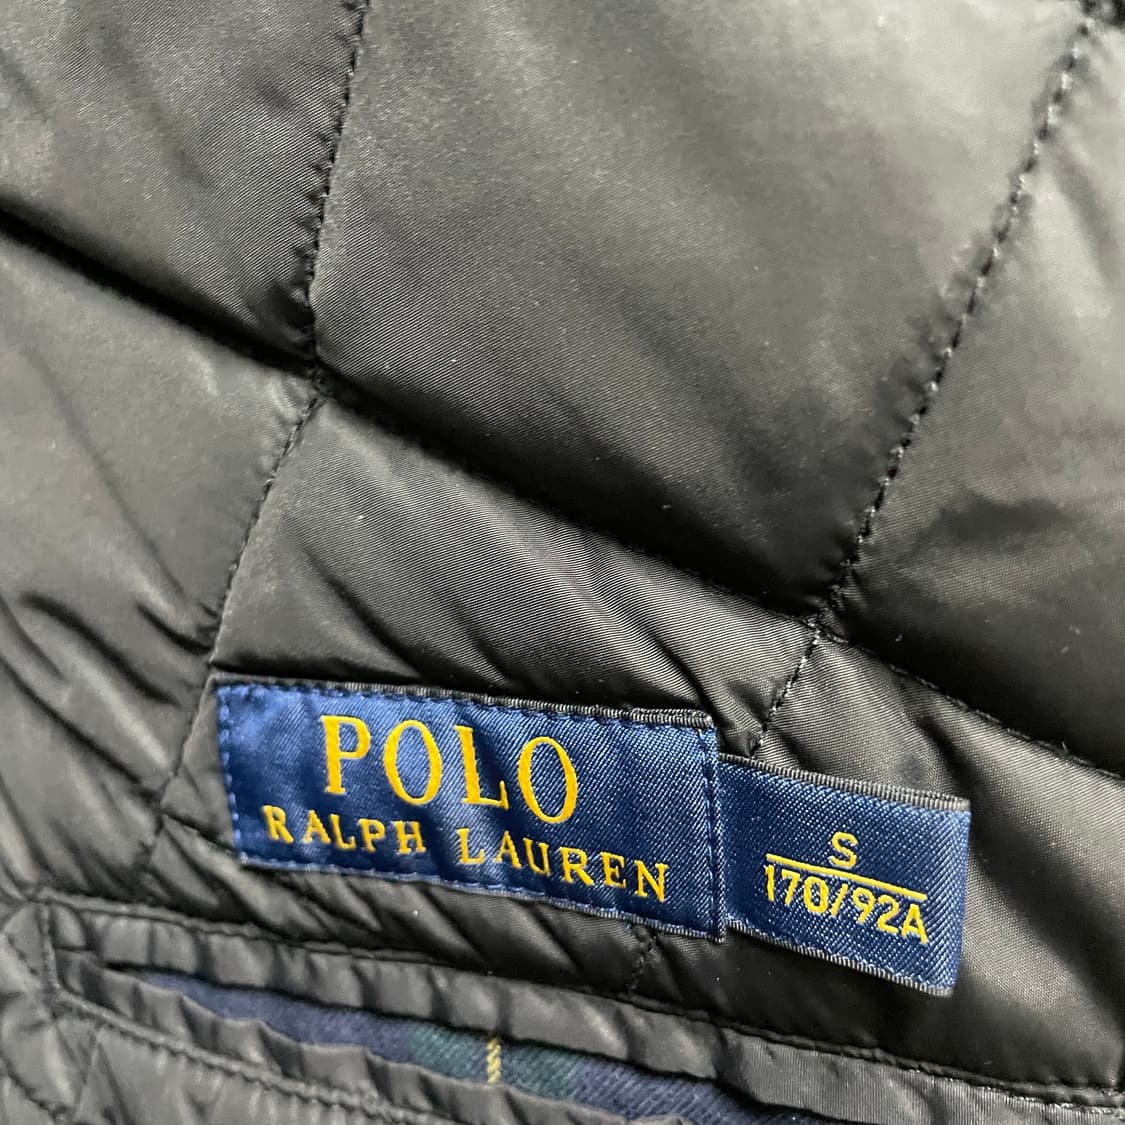 POLO
RALPH LAUREN
S
170/92A